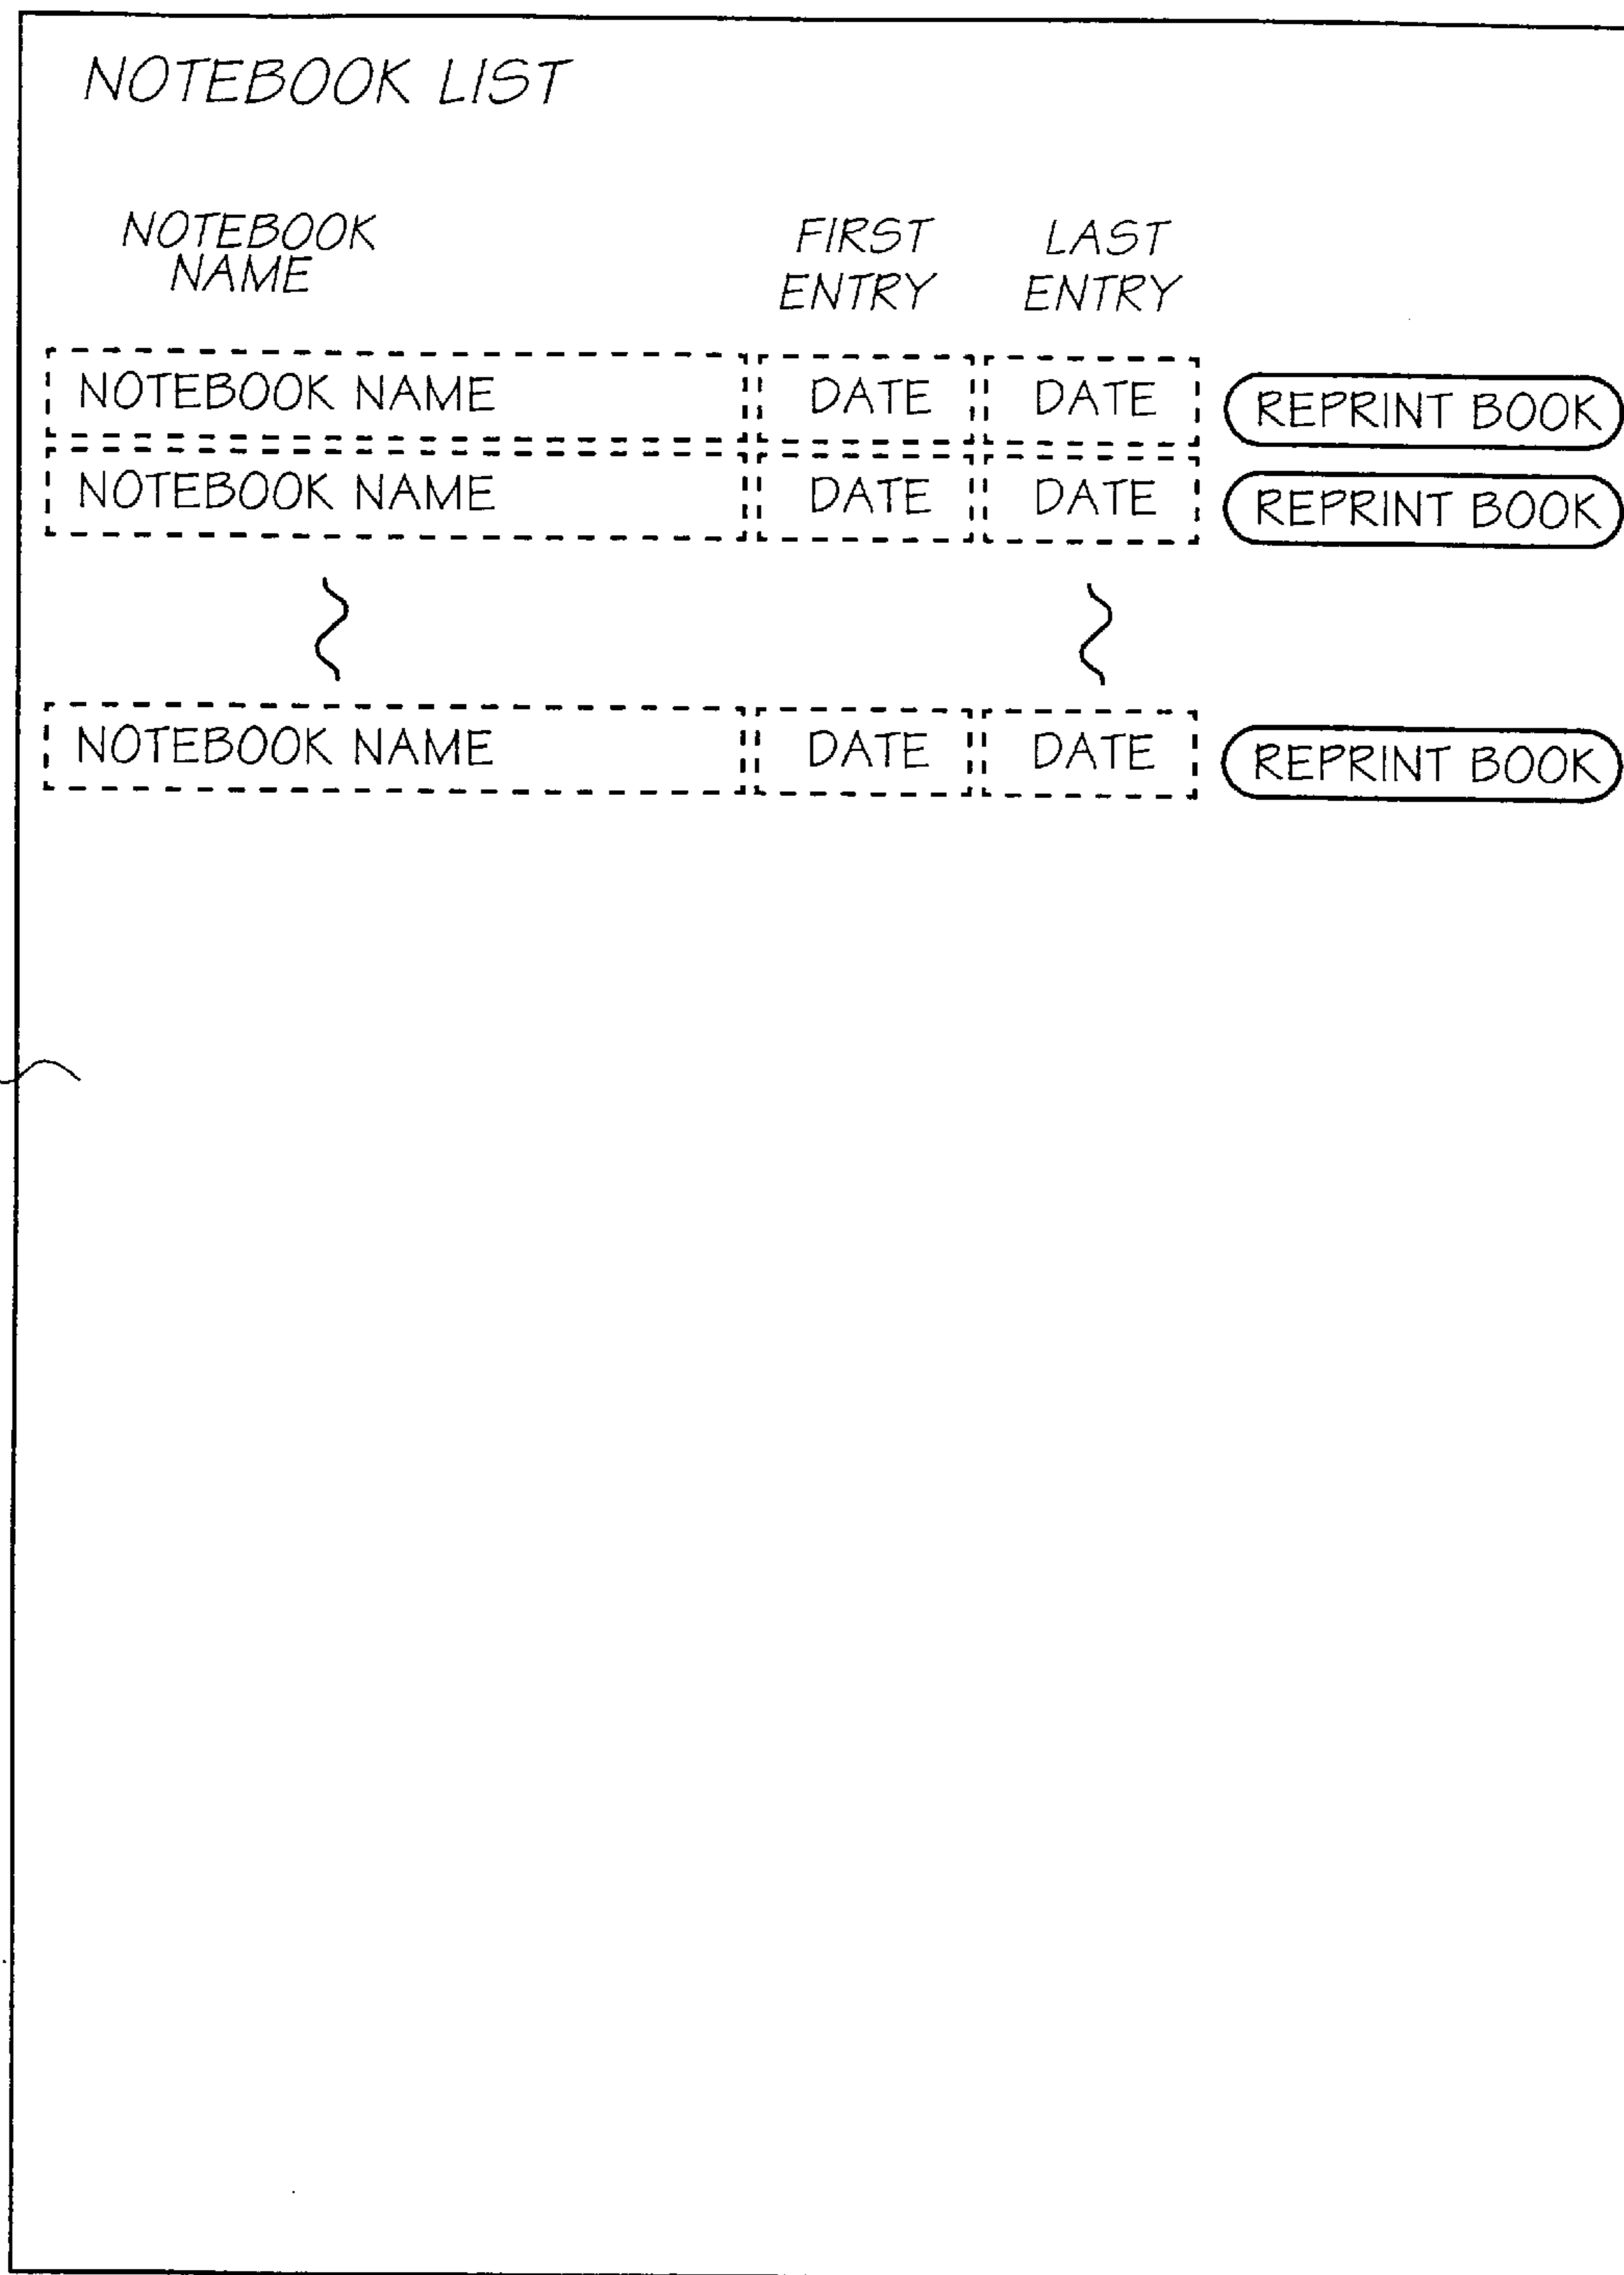 NOTEBOOK LIST
NOTEBOOK NAME
FIRST ENTRY
LAST ENTRY
NOTEBOOK NAME DATE DATE REPRINT BOOK
NOTEBOOK NAME DATE DATE REPRINT BOOK
NOTEBOOK NAME DATE DATE REPRINT BOOK